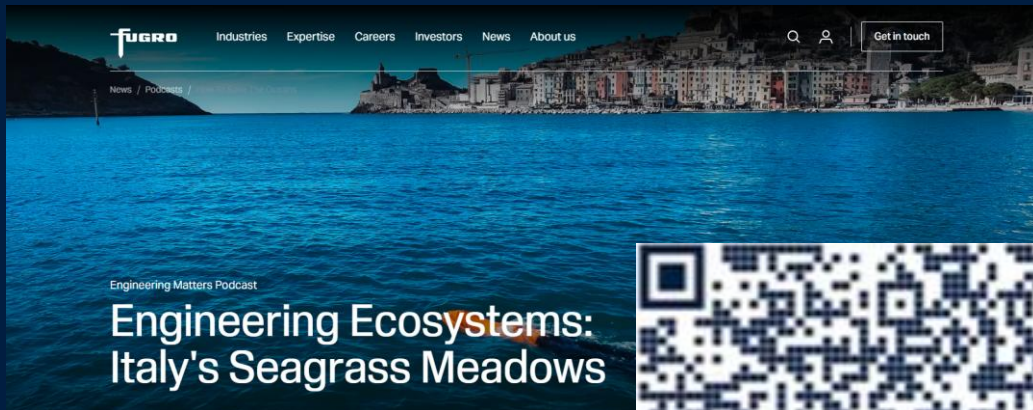 FUGRO
Industries Expertise Careers Investors News About us
Get in touch
News / Podcasts /
Engineering Matters Podcast
Engineering Ecosystems:
Italy's Seagrass Meadows